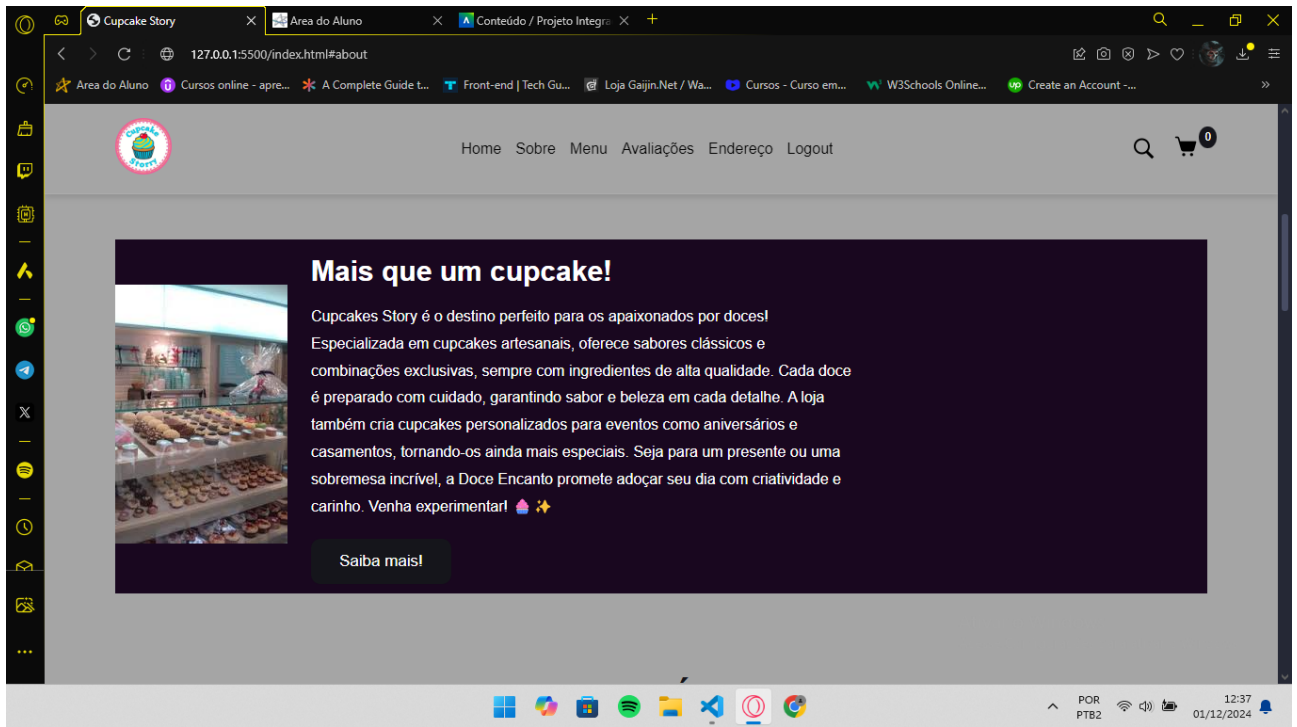 Cupcake Story
Area do Aluno
Conteúdo / Projeto Integra
127.0.0.1:5500/index.html#about
Area do Aluno
Cursos online - apre...
A Complete Guide t...
Front-end | Tech Gu...
Loja Gaijin.Net / Wa...
Cursos - Curso em...
W3Schools Online...
Create an Account -...
Cupcake
Storry
Home Sobre Menu Avaliações Endereço Logout
0
Mais que um cupcake!
Cupcakes Story é o destino perfeito para os apaixonados por doces!
Especializada em cupcakes artesanais, oferece sabores clássicos e
combinações exclusivas, sempre com ingredientes de alta qualidade. Cada doce
é preparado com cuidado, garantindo sabor e beleza em cada detalhe. A loja
também cria cupcakes personalizados para eventos como aniversários e
casamentos, tornando-os ainda mais especiais. Seja para um presente ou uma
sobremesa incrível, a Doce Encanto promete adoçar seu dia com criatividade e
carinho. Venha experimentar! 🧁 ✨
Saiba mais!
POR
PTB2
12:37
01/12/2024